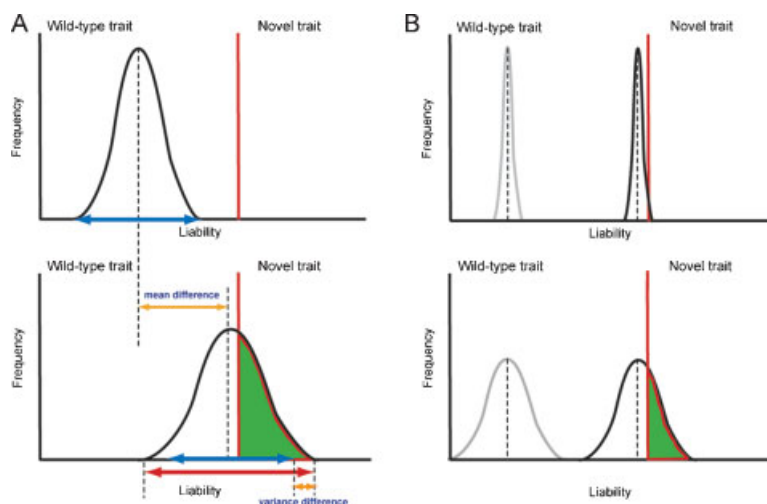 A
Wild-type trait
Novel trait
Frequency
Liability
Wild-type trait
Novel trait
mean difference
Frequency
Liability
variance difference
B
Wild-type trait
Novel trait
Frequency
Liability
Wild-type trait
Novel trait
Frequency
Liability